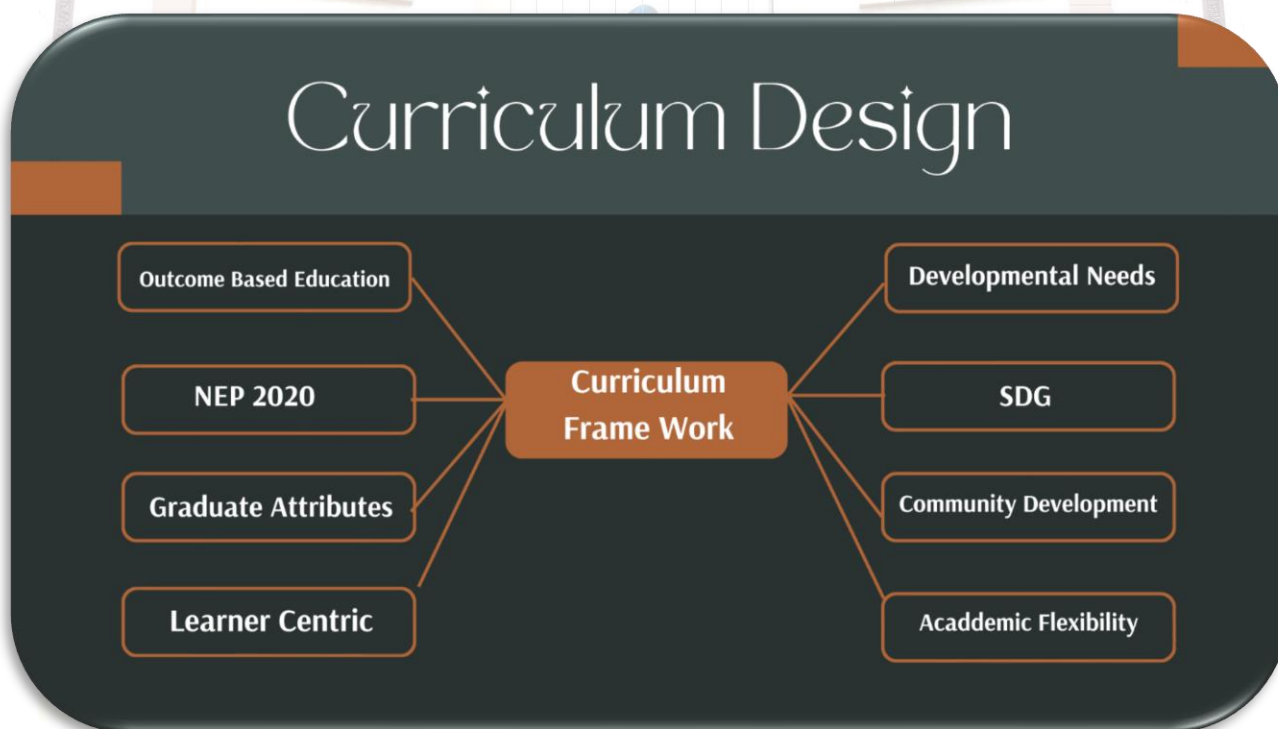 Curriculum Design
Outcome Based Education
NEP 2020
Graduate Attributes
Learner Centric
Curriculum
Frame Work
Developmental Needs
SDG
Community Development
Acaddemic Flexibility